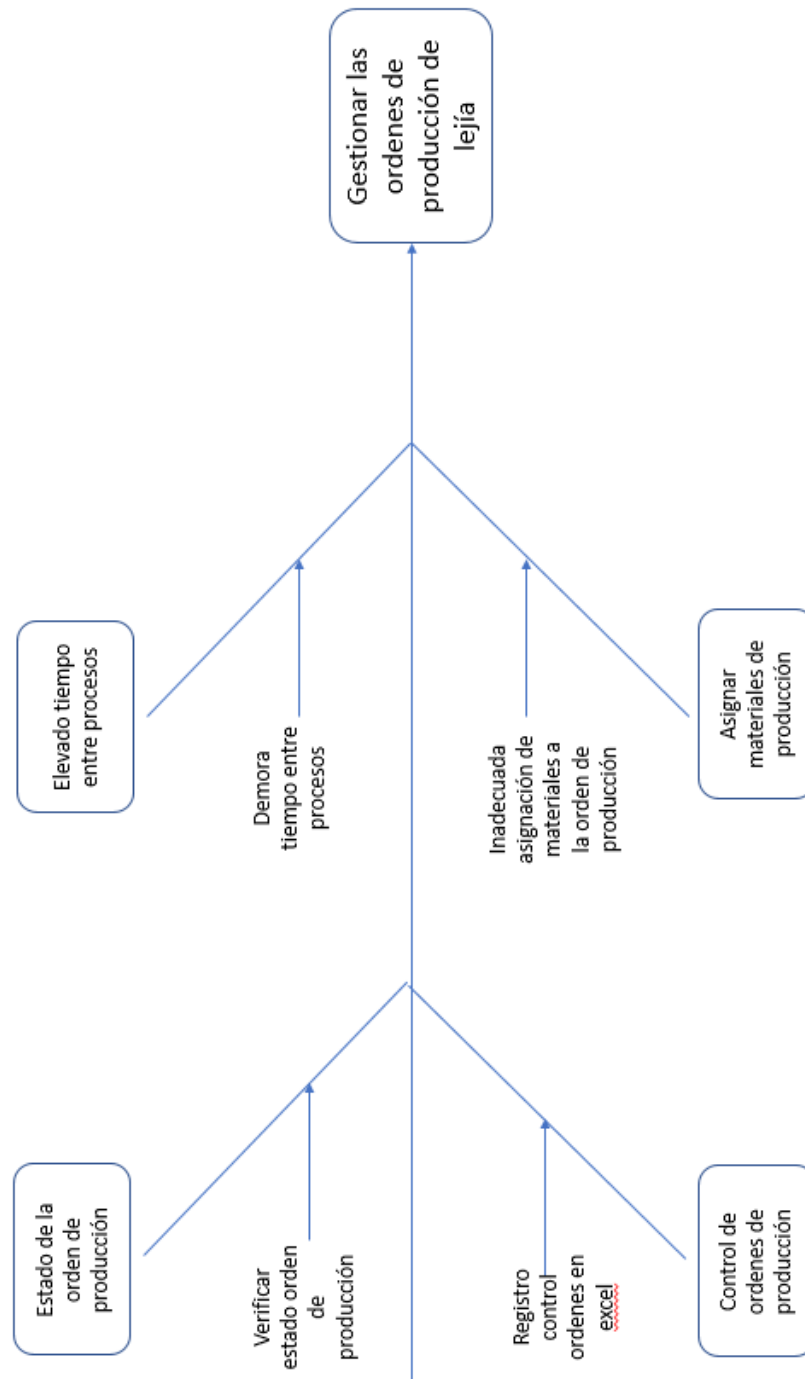 Estado de la
orden de
producción
Elevado tiempo
entre procesos
Verificar
estado orden
de
producción
Demora
tiempo entre
procesos
Gestionar las
ordenes de
producción de
lejía
Registro
control
ordenes en
excel
Inadecuada
asignación de
materiales a
la orden de
producción
Control de
ordenes de
producción
Asignar
materiales de
producción